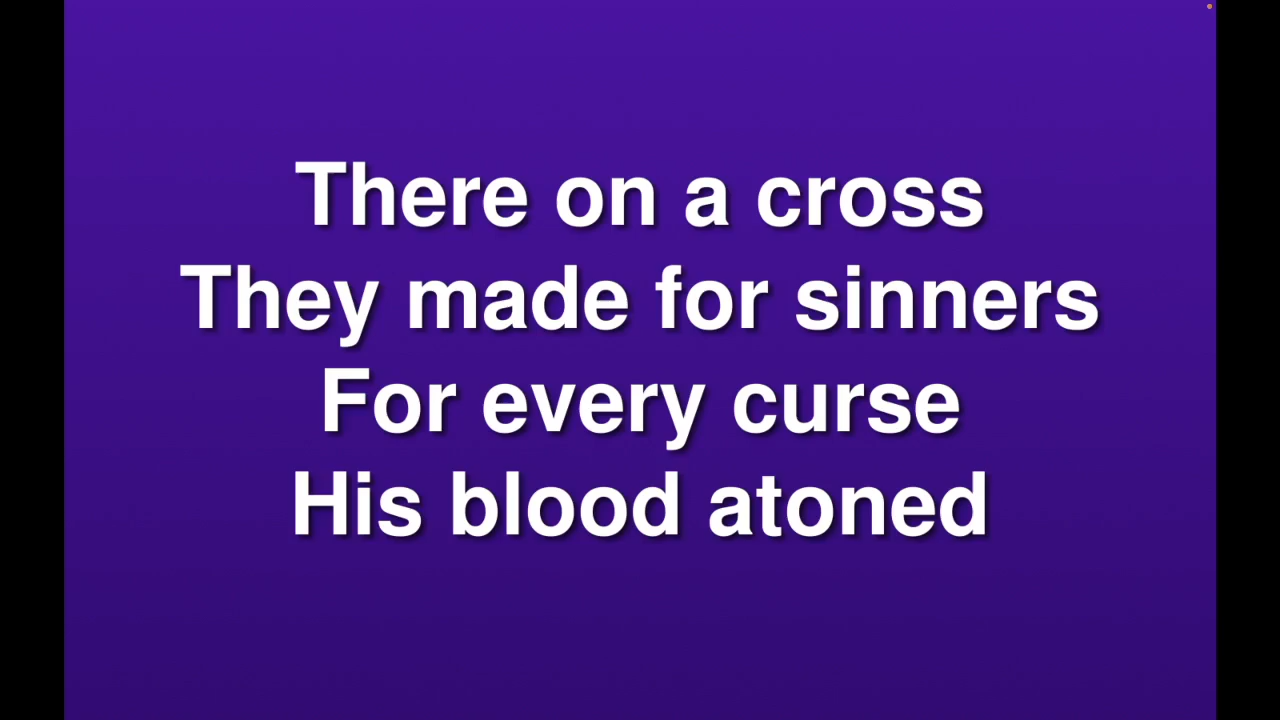 There on a cross
They made for sinners
For every curse
His blood atoned